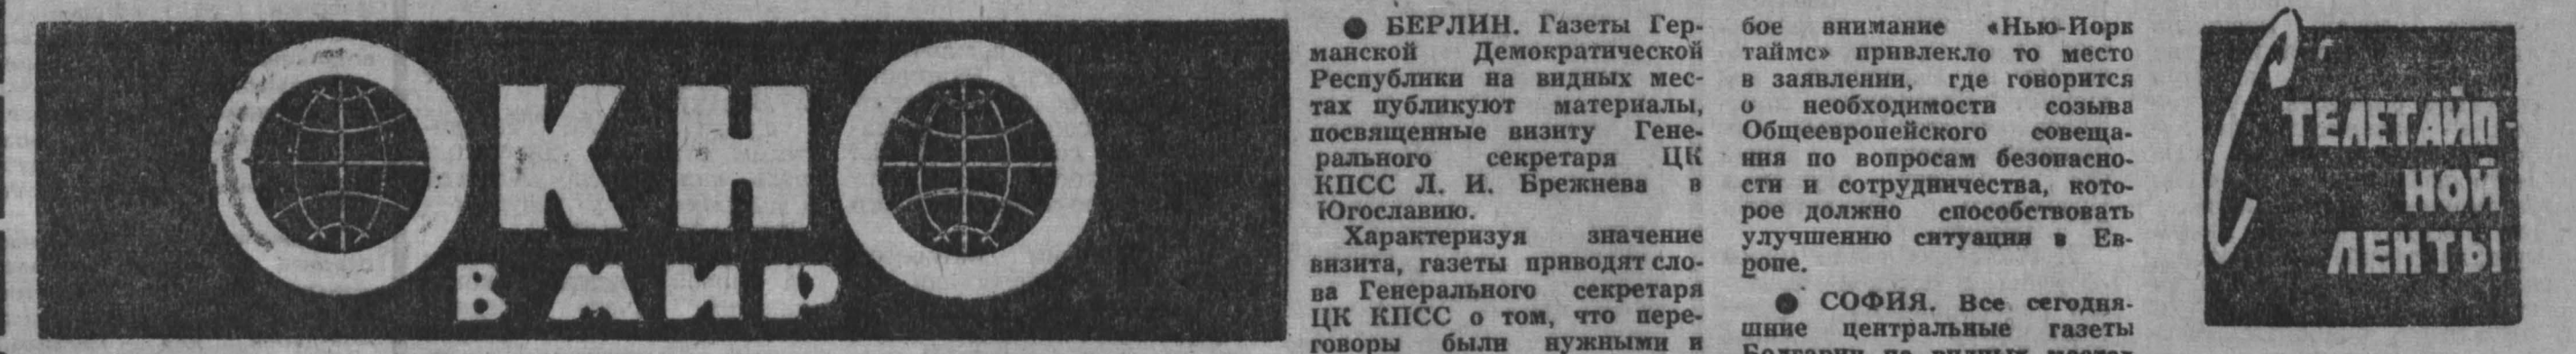 ОКНО
В МИР
● БЕРЛИН. Газеты Гер-
манской Демократической
Республики на видных мес-
тах публикуют материалы,
посвященные визиту Гене-
рального секретаря ЦК
КПСС Л. И. Брежнева в
Югославию.
Характеризуя значение
визита, газеты приводят сло-
ва Генерального секретаря
ЦК КПСС о том, что пере-
говоры были нужными и
бое внимание «Нью-Йорк
таймс» привлекло то место
в заявлении, где говорится
о необходимости созыва
Общеевропейского совеща-
ния по вопросам безопасно-
сти и сотрудничества, кото-
рое должно способствовать
улучшению ситуации в Ев-
ропе.
● СОФИЯ. Все сегодня-
шние центральные газеты
Болгарии на видных местах
С
ТЕЛЕТАЙП-
НОЙ
ЛЕНТЫ